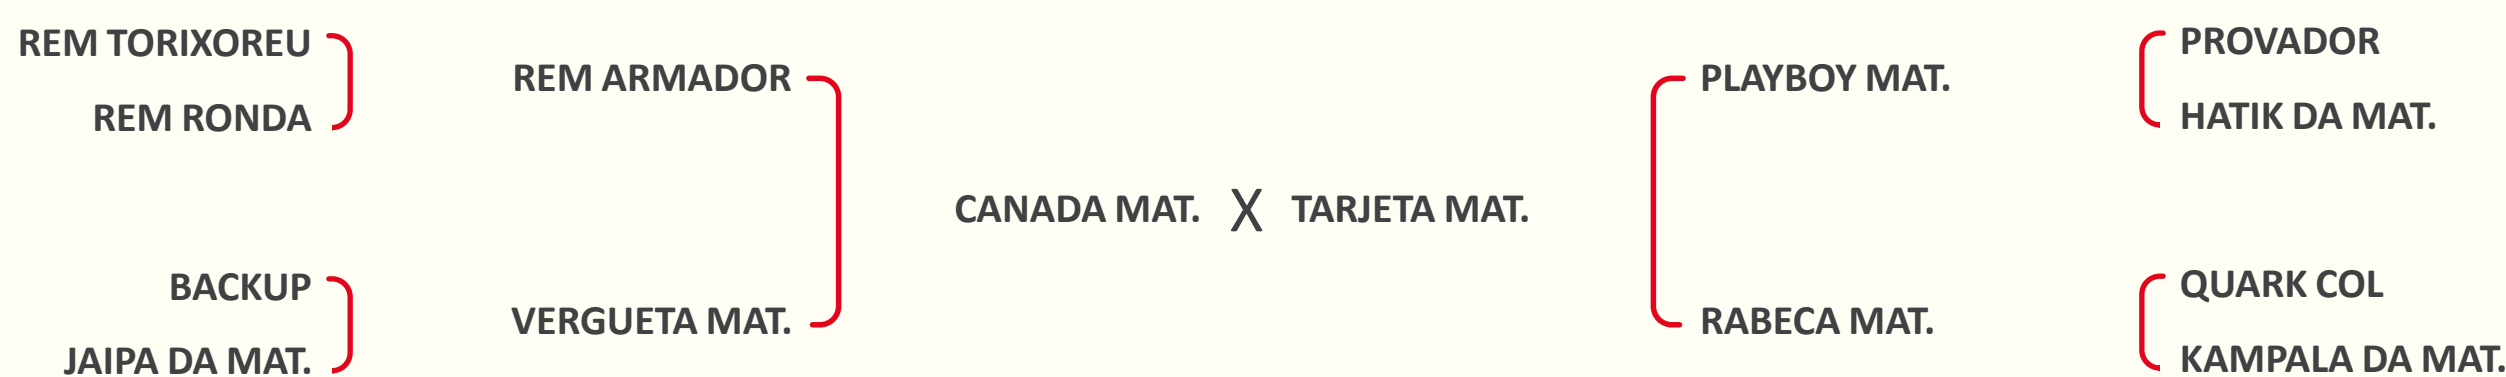 REM TORIXOREU
REM RONDA
REM ARMADOR
BACKUP
JAIPA DA MAT.
VERGUETA MAT.
CANADA MAT. X TARJETA MAT.
PLAYBOY MAT.
PROVADOR
HATIK DA MAT.
RABECA MAT.
QUARK COL
KAMPALA DA MAT.